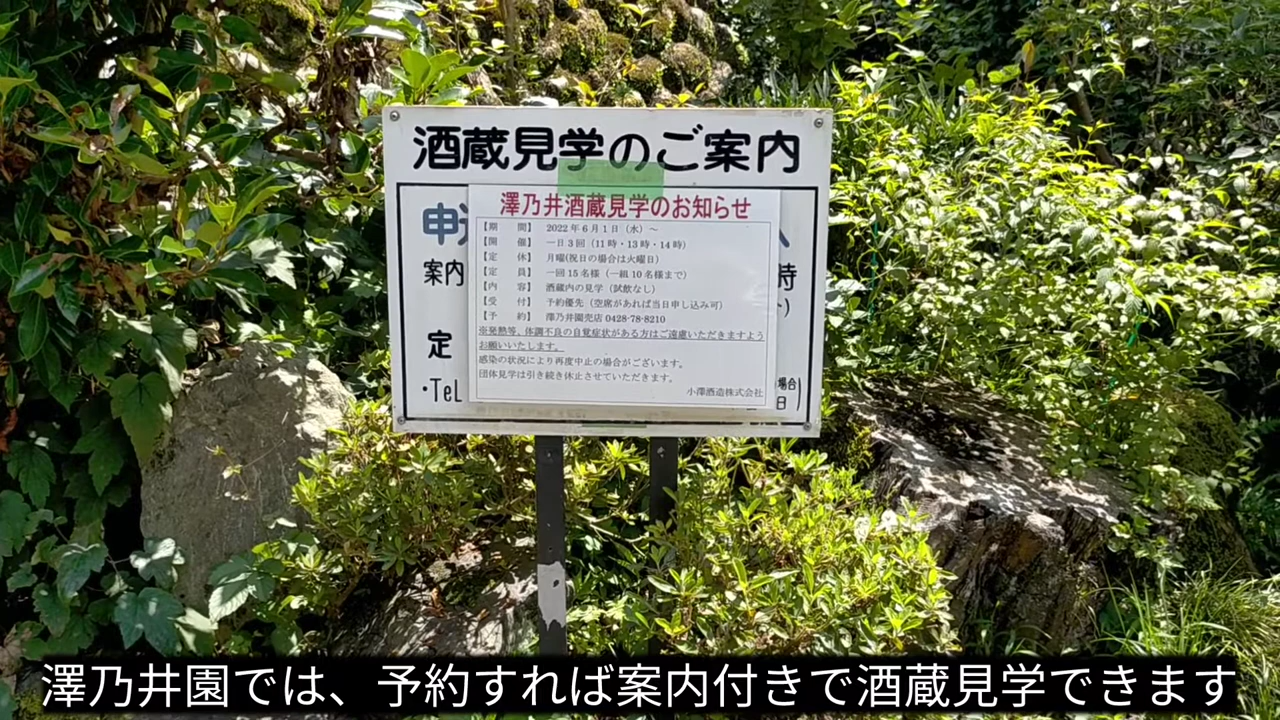 酒蔵見学のご案内
澤乃井酒蔵見学のお知らせ
【期　間】　2022年6月1日（水）～
【開　催】　一日3回（11時・13時・14時）
【定　休】　月曜(祝日の場合は火曜日）
【定　員】　一回15名様（一組10名様まで）
【内　容】　酒蔵内の見学（試飲なし）
【受　付】　予約優先（空席があれば当日申し込み可）
【予　約】　澤乃井園売店 0428-78-8210
※発熱等、体調不良の自覚症状がある方はご遠慮いただきますよう
お願いいたします。
感染の状況により再度中止の場合がございます。
団体見学は引き続き休止させていただきます。
小澤酒造株式会社
申
案内
時
定
・TeL
場合
日
澤乃井園では、予約すれば案内付きで酒蔵見学できます